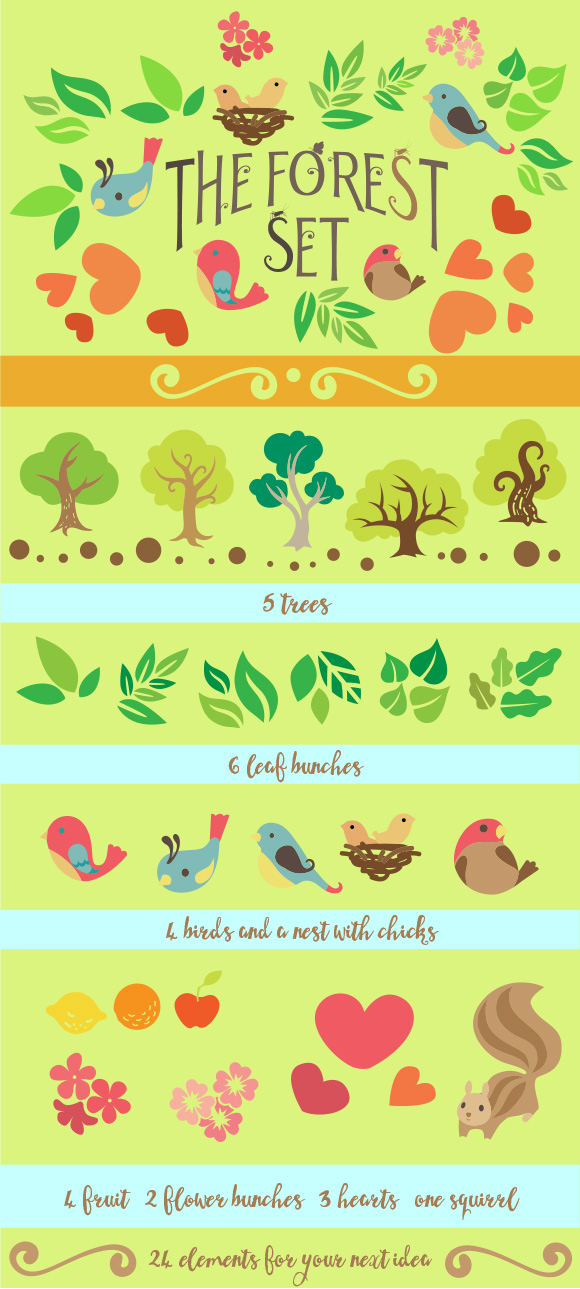 THE FOREST
SET
5 trees
6 leaf bunches
4 birds and a nest with chicks
4 fruit 2 flower bunches 3 hearts one squirrl
24 elements for your next idea